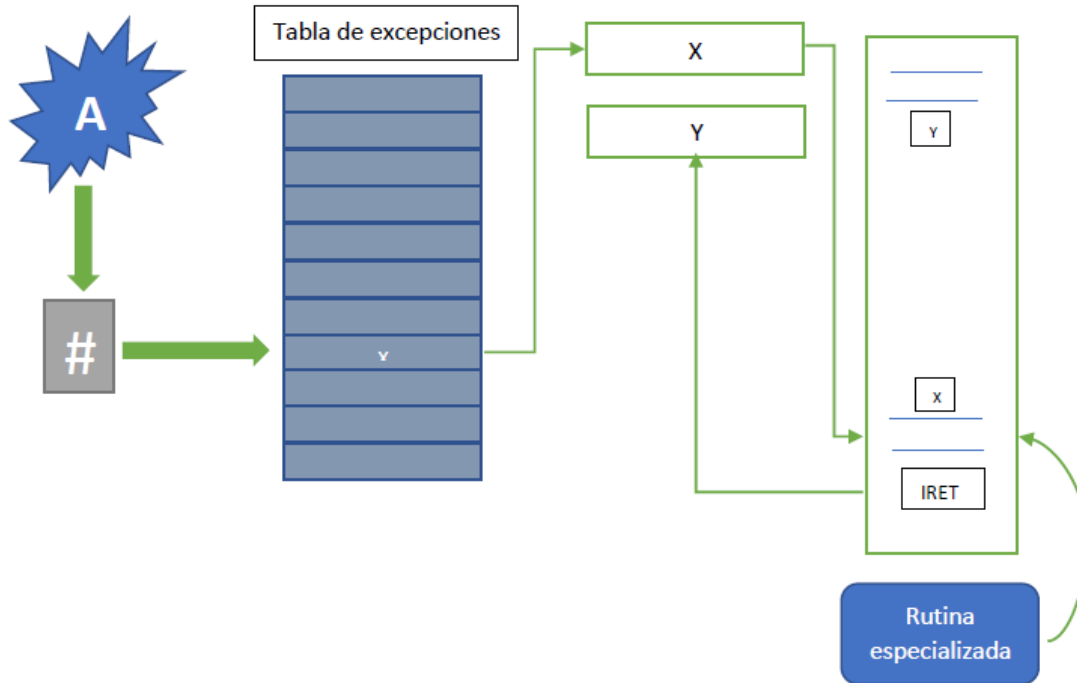 Tabla de excepciones
A
X
Y
Y
#
X
IRET
Rutina
especializada